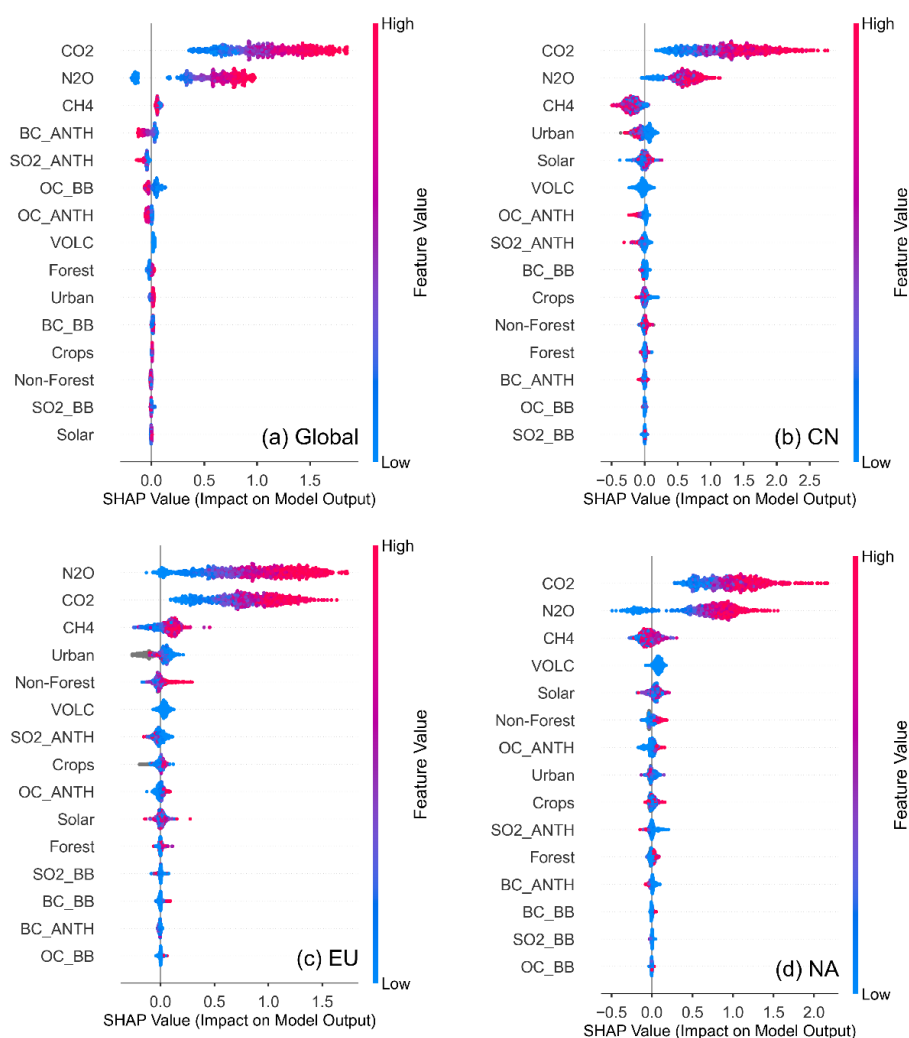 High
CO2
N2O
CH4
BC_ANTH
SO2_ANTH
OC_BB
OC_ANTH
VOLC
Forest
Urban
BC_BB
Crops
Non-Forest
SO2_BB
Solar
(a) Global
Feature Value
Low
0.0 0.5 1.0 1.5
SHAP Value (Impact on Model Output)
High
CO2
N2O
CH4
Urban
Solar
VOLC
OC_ANTH
SO2_ANTH
BC_BB
Crops
Non-Forest
Forest
BC_ANTH
OC_BB
SO2_BB
(b) CN
Feature Value
Low
−0.5 0.0 0.5 1.0 1.5 2.0 2.5
SHAP Value (Impact on Model Output)
High
N2O
CO2
CH4
Urban
Non-Forest
VOLC
SO2_ANTH
Crops
OC_ANTH
Solar
Forest
SO2_BB
BC_BB
BC_ANTH
OC_BB
(c) EU
Feature Value
Low
0.0 0.5 1.0 1.5
SHAP Value (Impact on Model Output)
High
CO2
N2O
CH4
VOLC
Solar
Non-Forest
OC_ANTH
Urban
Crops
SO2_ANTH
Forest
BC_ANTH
BC_BB
SO2_BB
OC_BB
(d) NA
Feature Value
Low
−0.5 0.0 0.5 1.0 1.5 2.0
SHAP Value (Impact on Model Output)